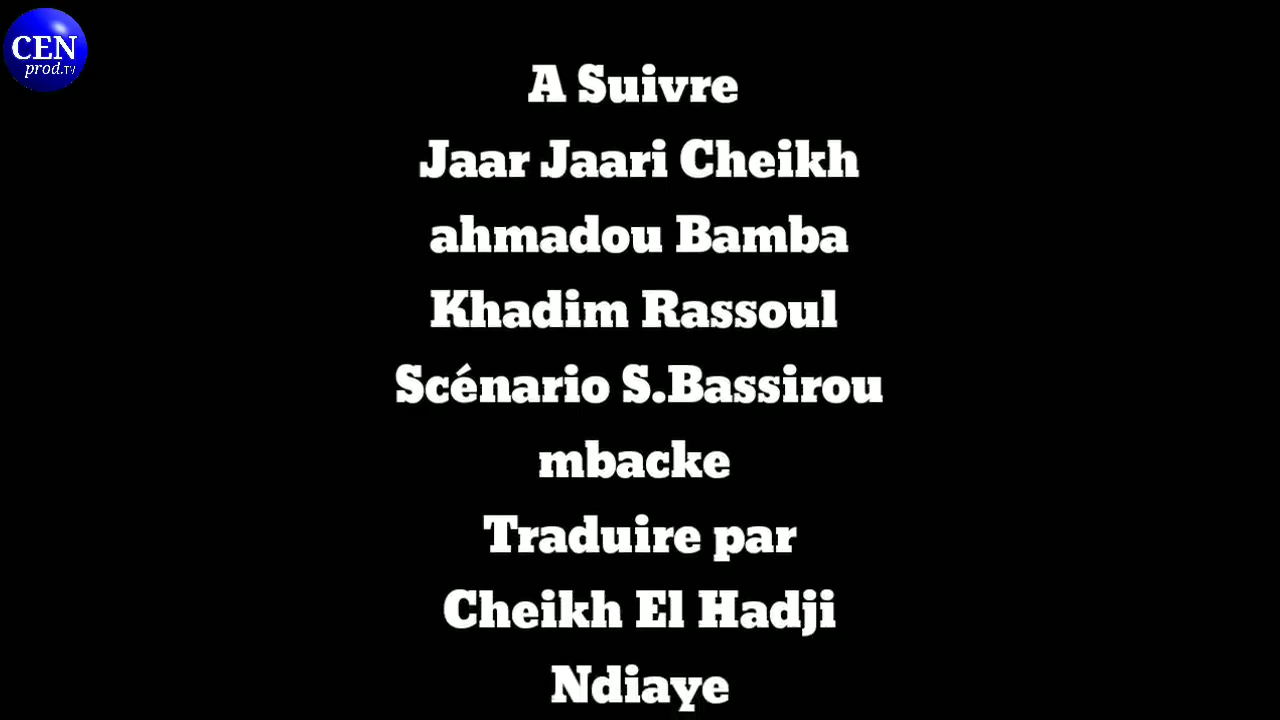 CEN
prod.TV
A Suivre
Jaar Jaari Cheikh
ahmadou Bamba
Khadim Rassoul
Scénario S.Bassirou
mbacke
Traduire par
Cheikh El Hadji
Ndiaye